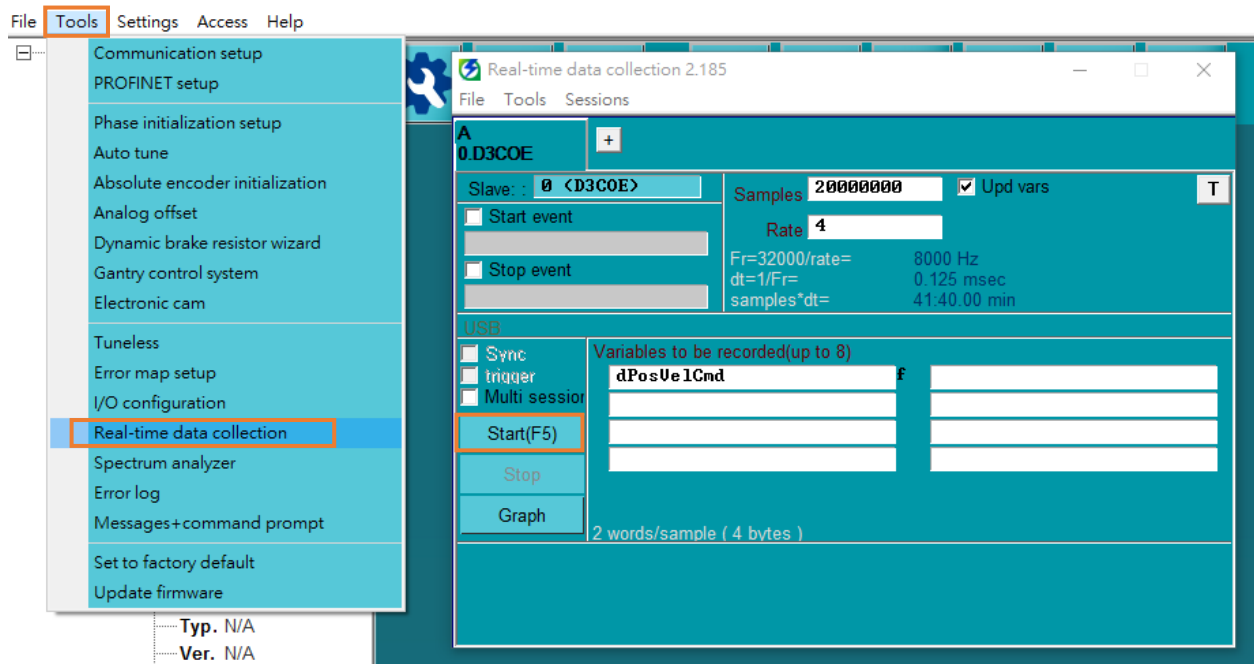 File Tools Settings Access Help
Communication setup
PROFINET setup
Phase initialization setup
Auto tune
Absolute encoder initialization
Analog offset
Dynamic brake resistor wizard
Gantry control system
Electronic cam
Tuneless
Error map setup
I/O configuration
Real-time data collection
Spectrum analyzer
Error log
Messages+command prompt
Set to factory default
Update firmware
Typ. N/A
Ver. N/A
Real-time data collection 2.185
File Tools Sessions
A
0.D3COE
+
Slave: : 0 (D3COE)
Start event
Stop event
Samples 20000000
Upd vars
T
Rate 4
Fr=32000/rate= 8000 Hz
dt=1/Fr= 0.125 msec
samples*dt= 41:40.00 min
USB
Sync
trigger
Multi session
Start(F5)
Stop
Graph
Variables to be recorded(up to 8)
dPosVelCmd f
2 words/sample ( 4 bytes )